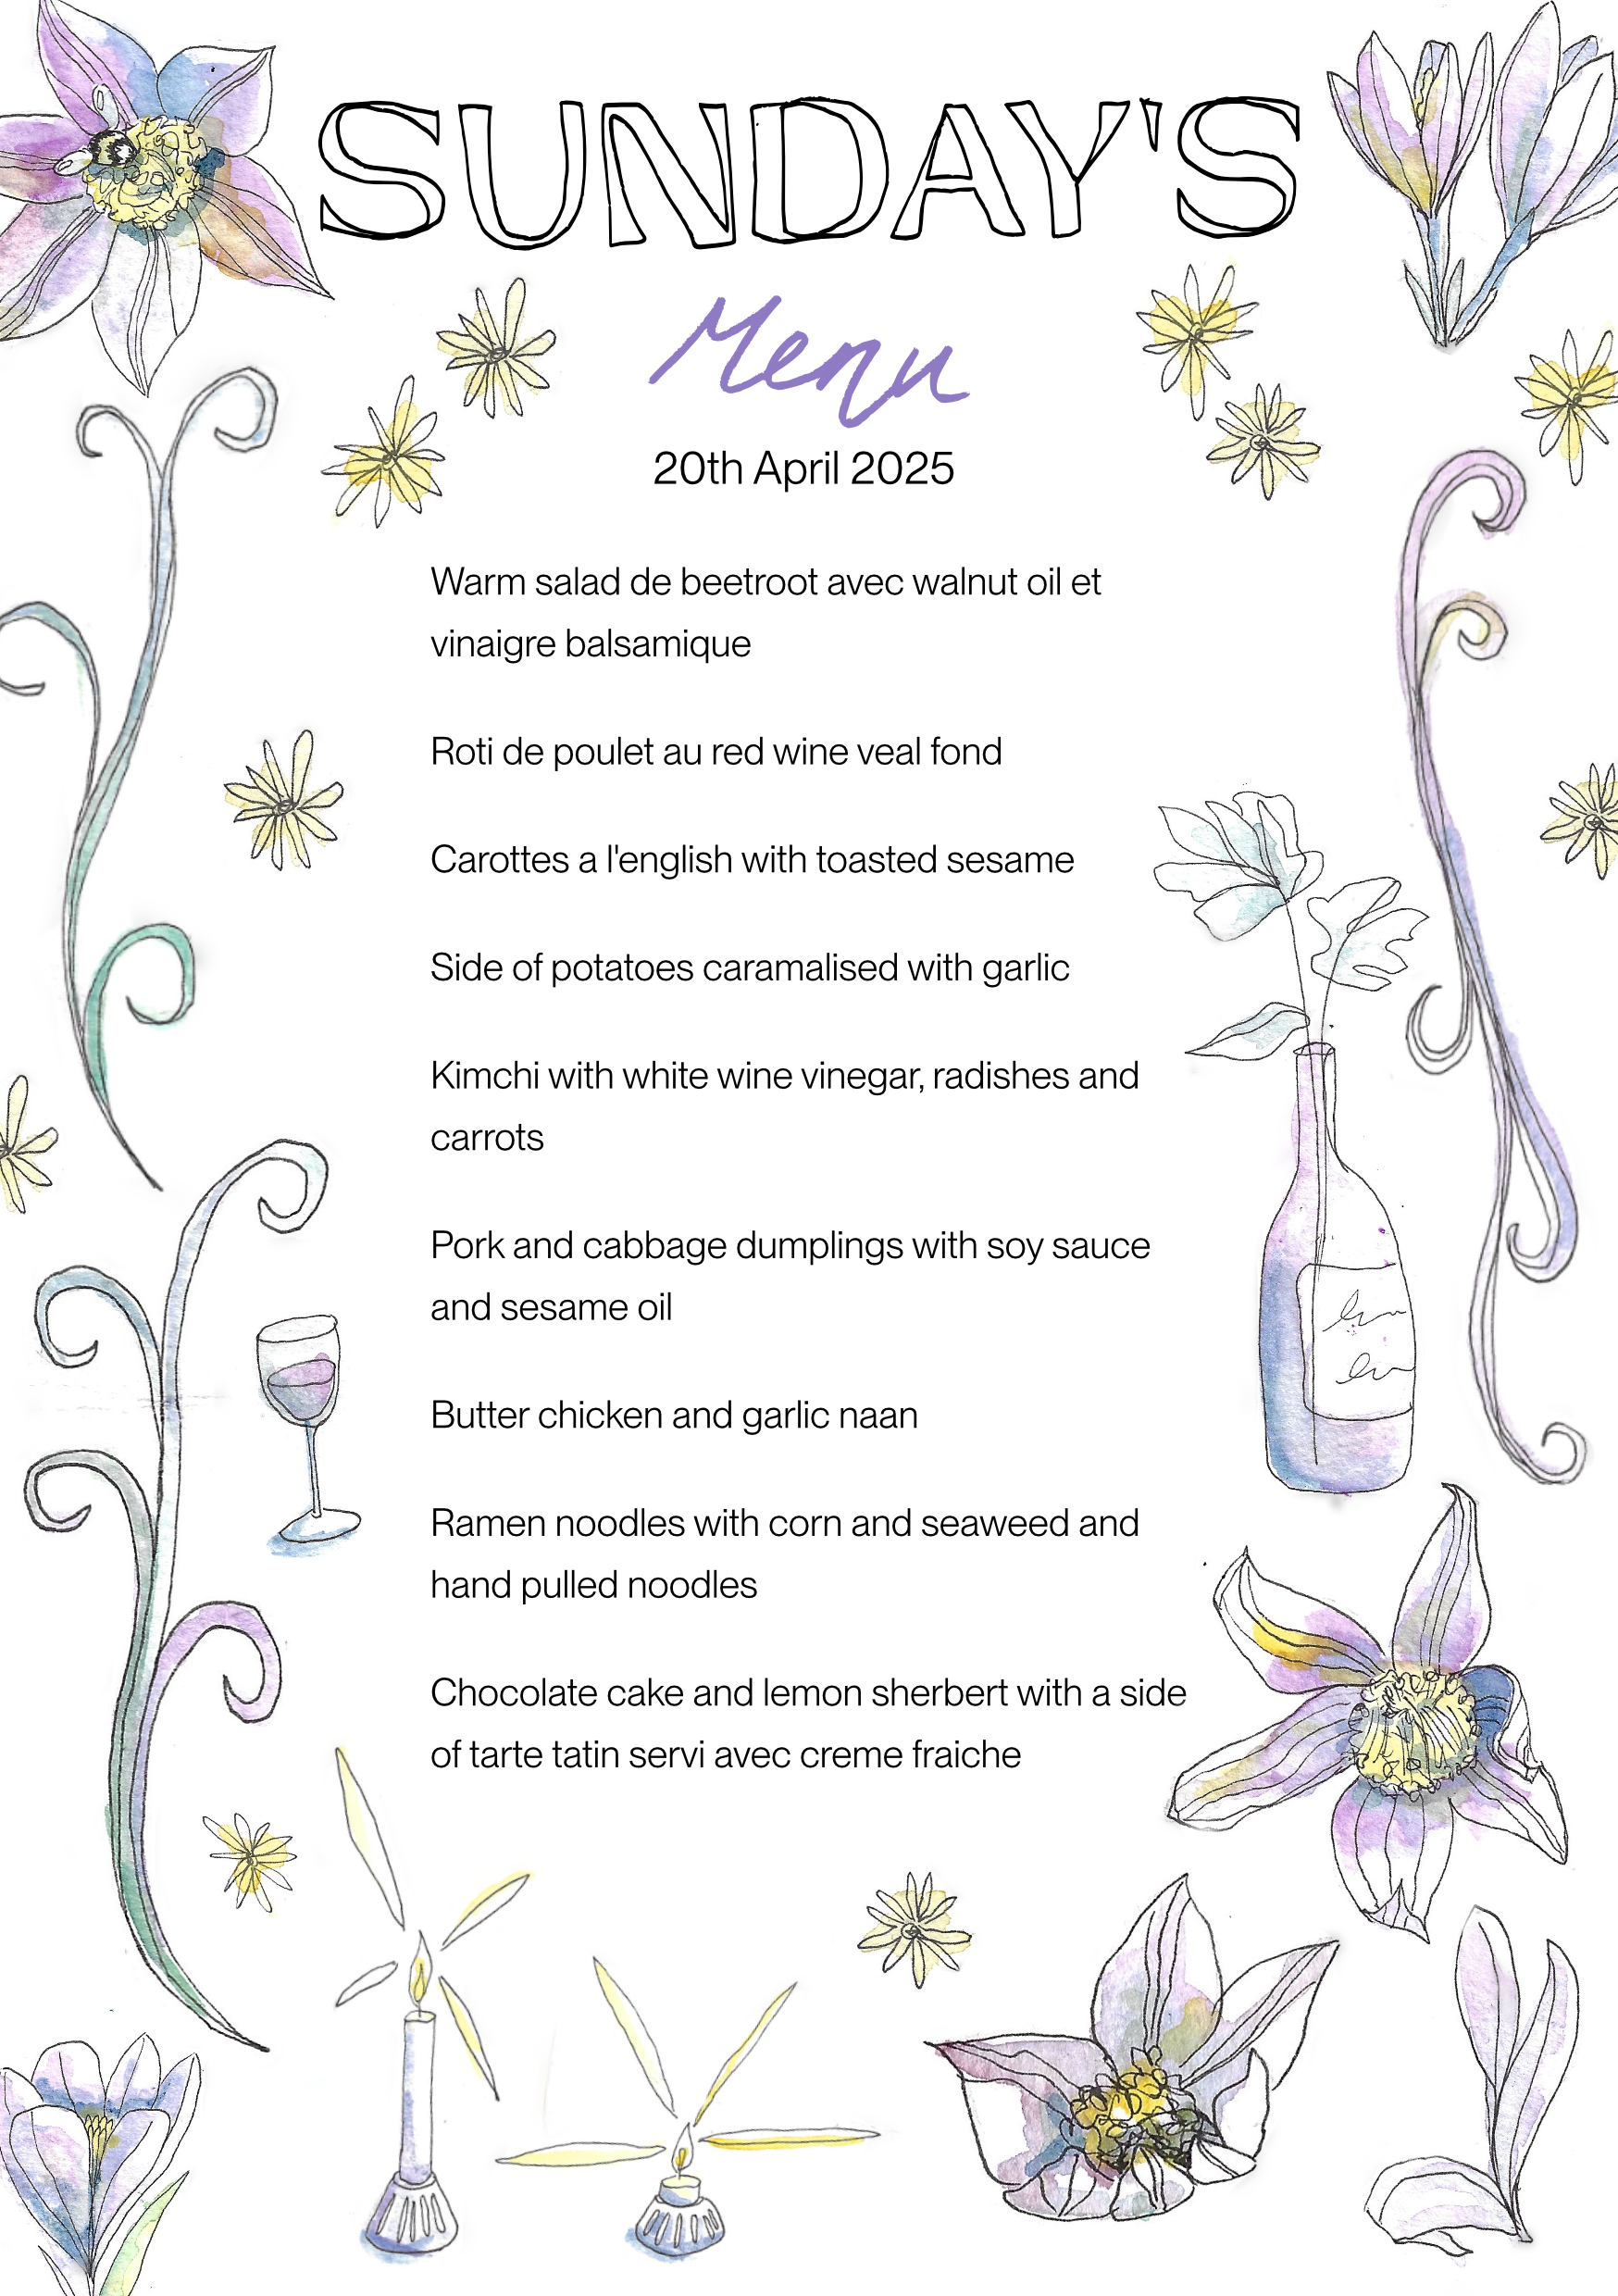 SUNDAY'S
Menu
20th April 2025
Warm salad de beetroot avec walnut oil et
vinaigre balsamique
Roti de poulet au red wine veal fond
Carottes a l'english with toasted sesame
Side of potatoes caramalised with garlic
Kimchi with white wine vinegar, radishes and
carrots
Pork and cabbage dumplings with soy sauce
and sesame oil
Butter chicken and garlic naan
Ramen noodles with corn and seaweed and
hand pulled noodles
Chocolate cake and lemon sherbert with a side
of tarte tatin servi avec creme fraiche